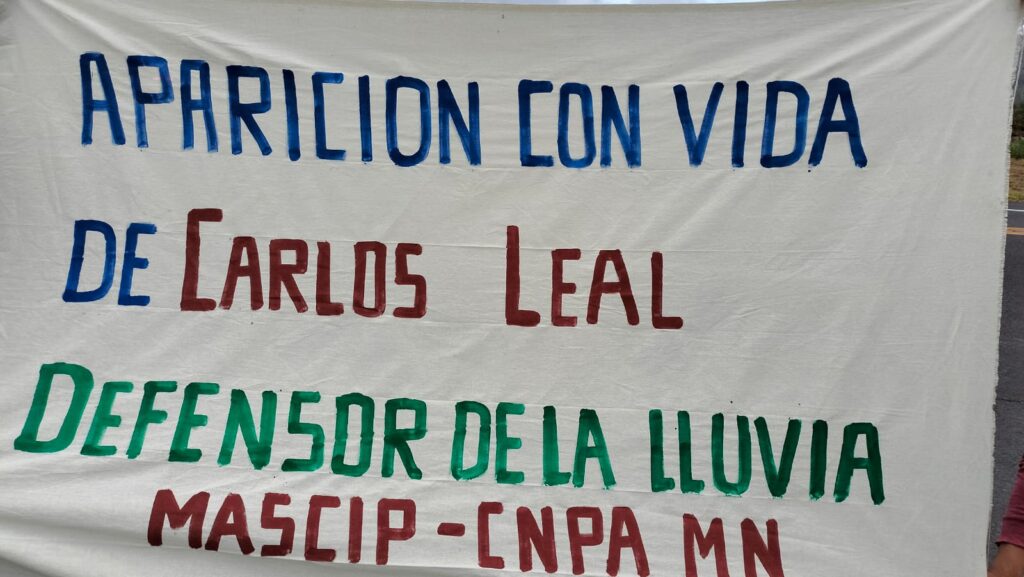 APARICION CON VIDA
DE CARLOS LEAL
DEFENSOR DE LA LLUVIA
MASCIP - CNPA MN